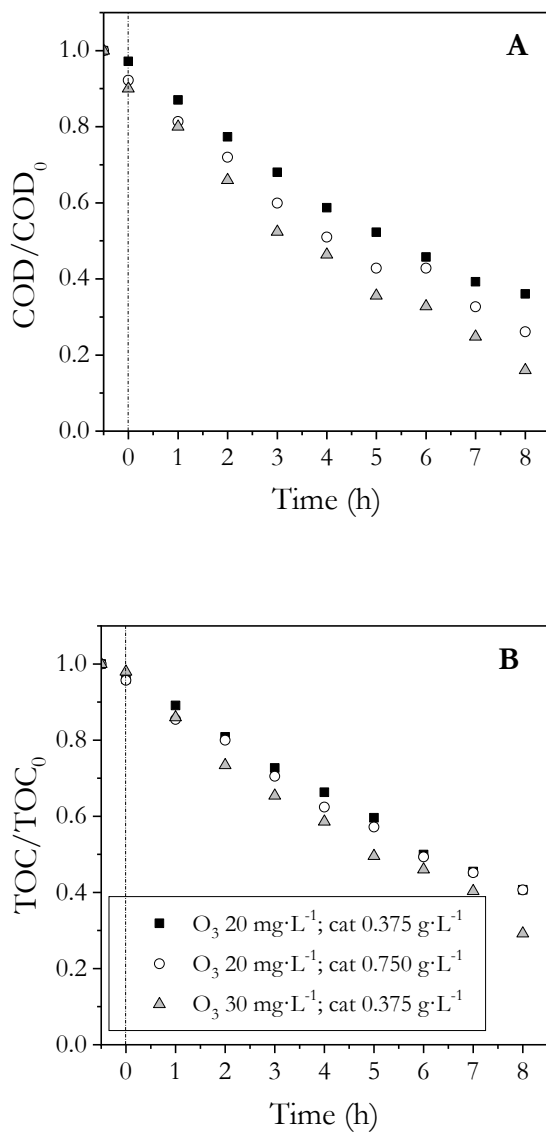 A
1.0
0.8
0.6
0.4
0.2
0.0
COD/COD₀
0 1 2 3 4 5 6 7 8
Time (h)
B
1.0
0.8
0.6
0.4
0.2
0.0
TOC/TOC₀
O₃ 20 mg·L⁻¹; cat 0.375 g·L⁻¹
O₃ 20 mg·L⁻¹; cat 0.750 g·L⁻¹
O₃ 30 mg·L⁻¹; cat 0.375 g·L⁻¹
0 1 2 3 4 5 6 7 8
Time (h)